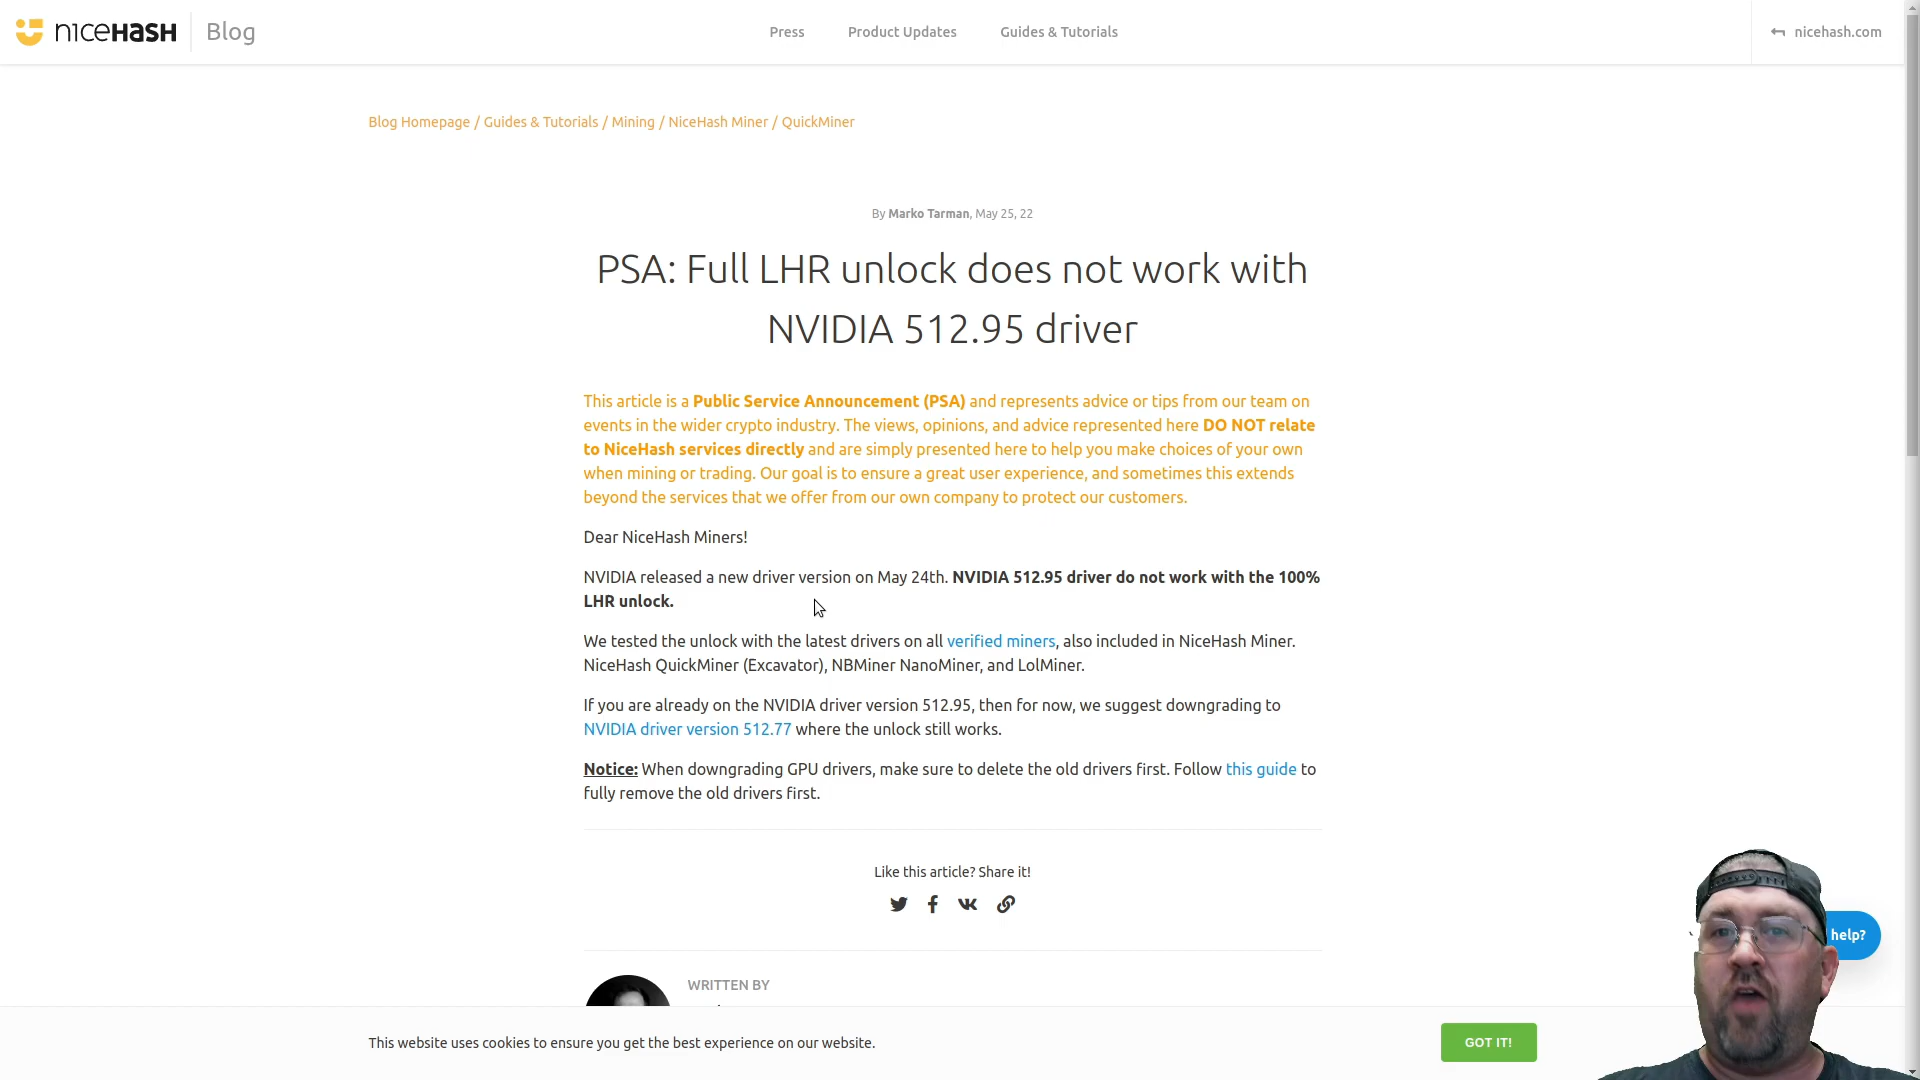 nıceHASH Blog
Press
Product Updates
Guides & Tutorials
nicehash.com
Blog Homepage / Guides & Tutorials / Mining / NiceHash Miner / QuickMiner
By Marko Tarman, May 25, 22
PSA: Full LHR unlock does not work with
NVIDIA 512.95 driver
This article is a Public Service Announcement (PSA) and represents advice or tips from our team on
events in the wider crypto industry. The views, opinions, and advice represented here DO NOT relate
to NiceHash services directly and are simply presented here to help you make choices of your own
when mining or trading. Our goal is to ensure a great user experience, and sometimes this extends
beyond the services that we offer from our own company to protect our customers.
Dear NiceHash Miners!
NVIDIA released a new driver version on May 24th. NVIDIA 512.95 driver do not work with the 100%
LHR unlock.
We tested the unlock with the latest drivers on all verified miners, also included in NiceHash Miner.
NiceHash QuickMiner (Excavator), NBMiner NanoMiner, and LolMiner.
If you are already on the NVIDIA driver version 512.95, then for now, we suggest downgrading to
NVIDIA driver version 512.77 where the unlock still works.
Notice: When downgrading GPU drivers, make sure to delete the old drivers first. Follow this guide to
fully remove the old drivers first.
Like this article? Share it!
help?
WRITTEN BY
This website uses cookies to ensure you get the best experience on our website.
GOT IT!